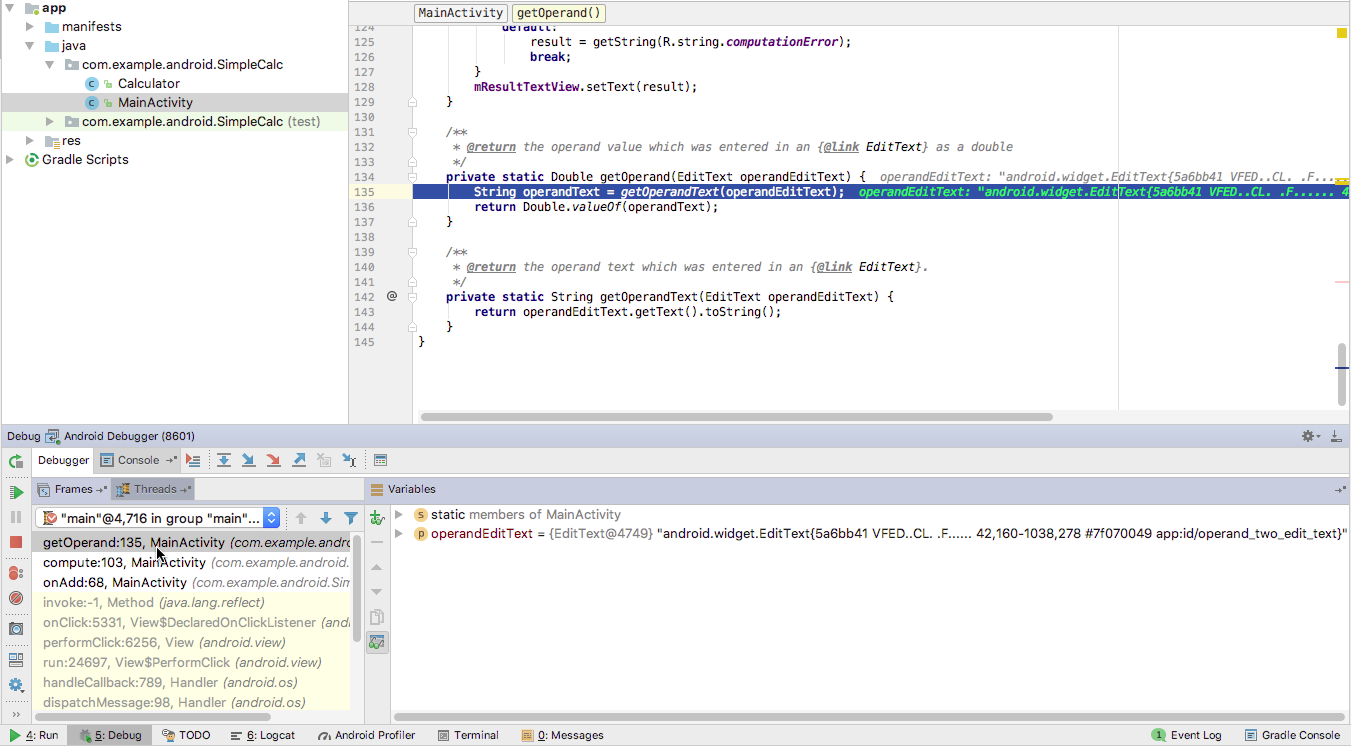 app
manifests
java
com.example.android.SimpleCalc
Calculator
MainActivity
com.example.android.SimpleCalc (test)
res
Gradle Scripts
MainActivity getOperand()
124 default:
125 result = getString(R.string.computationError);
126 break;
127 }
128 mResultTextView.setText(result);
129 }
130
131 /**
132 * @return the operand value which was entered in an {@link EditText} as a double
133 */
134 private static Double getOperand(EditText operandEditText) { operandEditText: "android.widget.EditText{5a6bb41 VFED..CL. .F.....
135 String operandText = getOperandText(operandEditText); operandEditText: "android.widget.EditText{5a6bb41 VFED..CL. .F...... 4
136 return Double.valueOf(operandText);
137 }
138
139 /**
140 * @return the operand text which was entered in an {@link EditText}.
141 */
142 @ private static String getOperandText(EditText operandEditText) {
143 return operandEditText.getText().toString();
144 }
145 }
Debug Android Debugger (8601)
Debugger Console
Frames Threads Variables
"main"@4,716 in group "main"...
getOperand:135, MainActivity (com.example.andro
compute:103, MainActivity (com.example.android.
onAdd:68, MainActivity (com.example.android.Sim
invoke:-1, Method (java.lang.reflect)
onClick:5331, View$DeclaredOnClickListener (and
performClick:6256, View (android.view)
run:24697, View$PerformClick (android.view)
handleCallback:789, Handler (android.os)
dispatchMessage:98, Handler (android.os)
s static members of MainActivity
p operandEditText = {EditText@4749} "android.widget.EditText{5a6bb41 VFED..CL. .F...... 42,160-1038,278 #7f070049 app:id/operand_two_edit_text}"
4: Run 5: Debug TODO 6: Logcat Android Profiler Terminal 0: Messages 1 Event Log Gradle Console